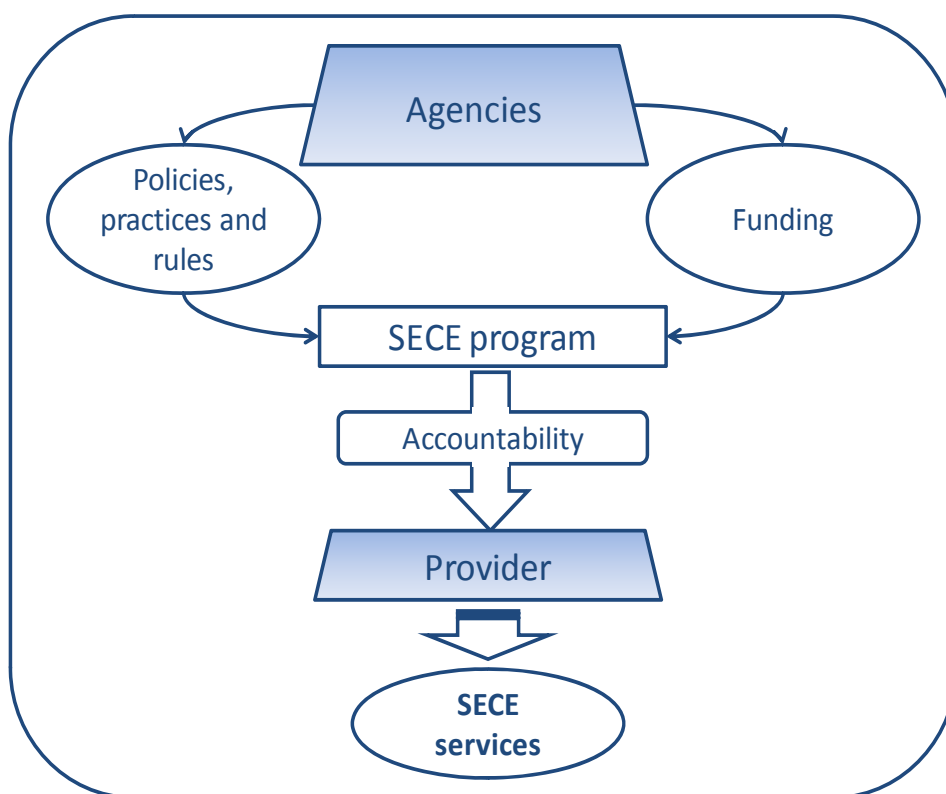 Agencies
Policies,
practices and
rules
Funding
SECE program
Accountability
Provider
SECE
services